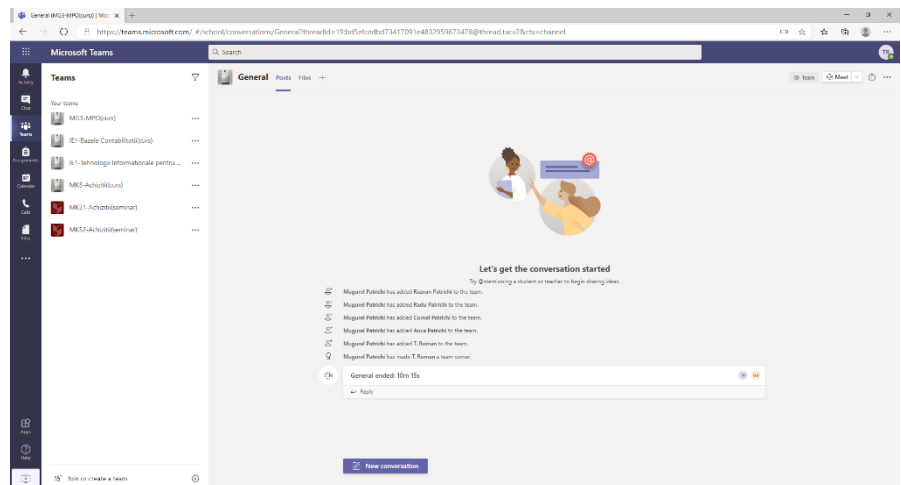 General (MG3-MPO(curs)) | Micr
https://teams.microsoft.com/_#/school/conversations/General?threadId=
@thread.tacv2&ctx=channel
Microsoft Teams
Search
TR
Activity
Chat
Teams
Assignments
Calendar
Calls
Files
Apps
Help
Teams
Your teams
MG3-MPO(curs)
IE1-Bazele Contabilitatii(curs)
IE1-Tehnologii Informationale pentru ...
MK3-Achizitii(curs)
MK31-Achizitii(seminar)
MK32-Achizitii(seminar)
Join or create a team
General Posts Files
Team
Meet
Let's get the conversation started
Try @mentioning a student or teacher to begin sharing ideas.
Mugurel Patrichi has added Razvan Patrichi to the team.
Mugurel Patrichi has added Radu Patrichi to the team.
Mugurel Patrichi has added Cornel Patrichi to the team.
Mugurel Patrichi has added Anca Patrichi to the team.
Mugurel Patrichi has added T. Roman to the team.
Mugurel Patrichi has made T. Roman a team owner.
General ended: 10m 15s
Reply
New conversation